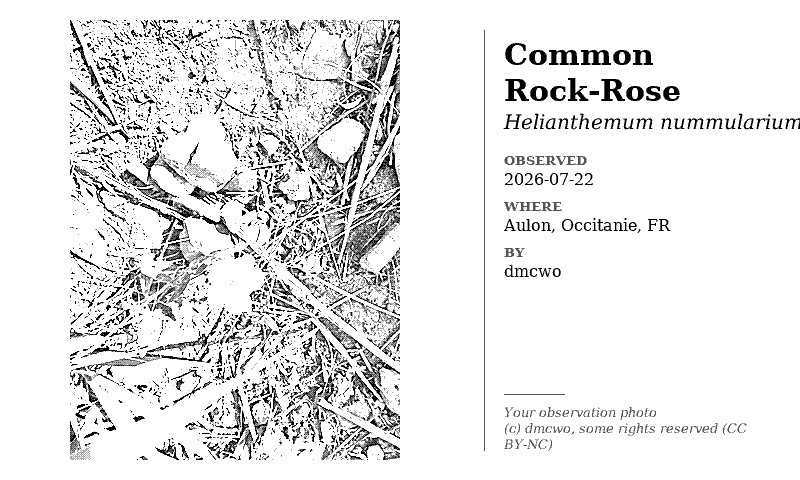 Common
Rock-Rose
Helianthemum nummularium
OBSERVED
2026-07-22
WHERE
Aulon, Occitanie, FR
BY
dmcwo
Your observation photo
(c) dmcwo, some rights reserved (CC
BY-NC)